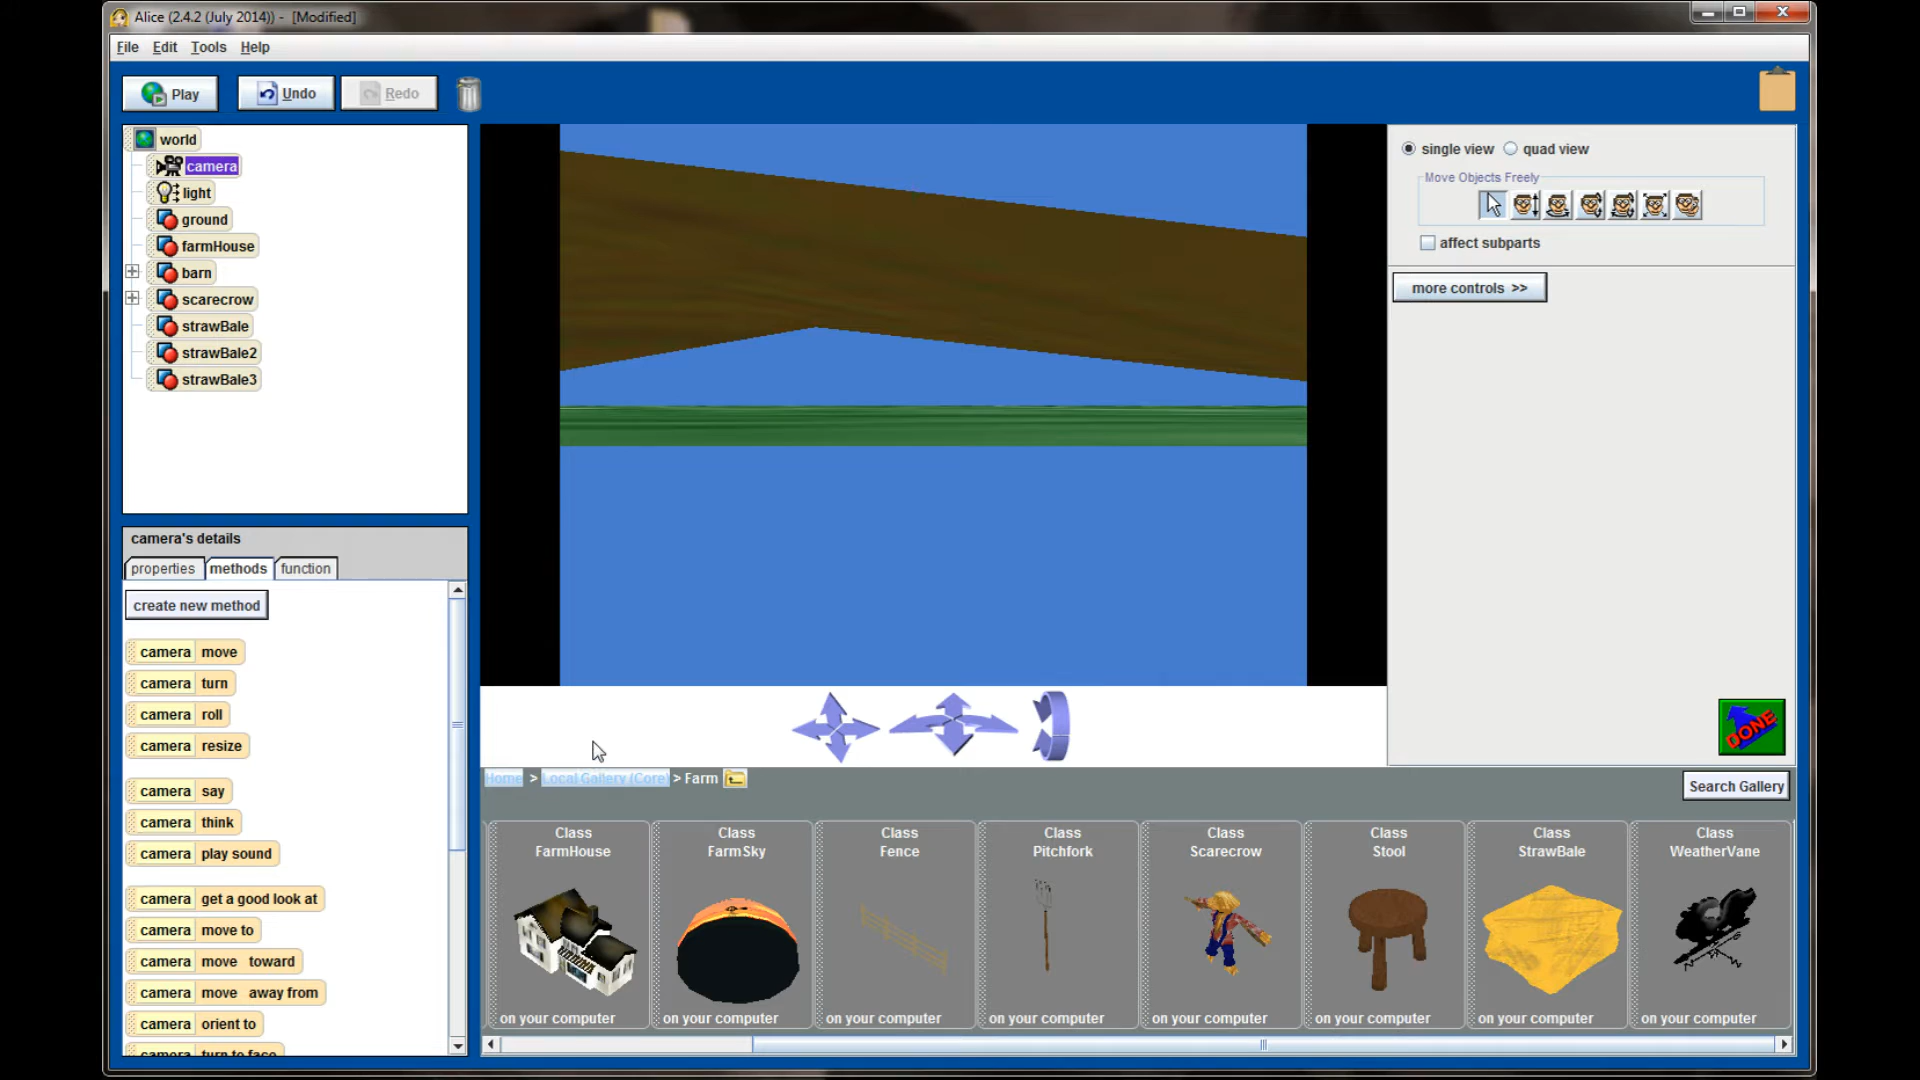 Alice (2.4.2 (July 2014)) - [Modified]
File Edit Tools Help
Play Undo Redo
world
camera
light
ground
farmHouse
barn
scarecrow
strawBale
strawBale2
strawBale3
single view quad view
Move Objects Freely
affect subparts
more controls >>
camera's details
properties methods function
create new method
camera move
camera turn
camera roll
camera resize
camera say
camera think
camera play sound
camera get a good look at
camera move to
camera move toward
camera move away from
camera orient to
camera turn to face
DONE
Home > Local Gallery (Core) > Farm
Search Gallery
Class FarmHouse
on your computer
Class FarmSky
on your computer
Class Fence
on your computer
Class Pitchfork
on your computer
Class Scarecrow
on your computer
Class Stool
on your computer
Class StrawBale
on your computer
Class WeatherVane
on your computer